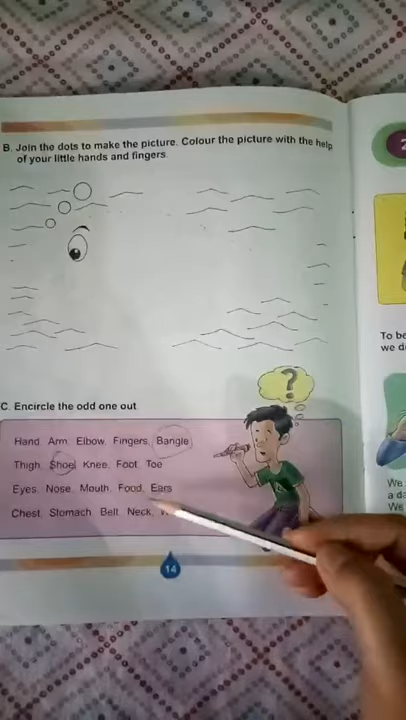 B. Join the dots to make the picture. Colour the picture with the help
of your little hands and fingers.
C. Encircle the odd one out
Hand Arm Elbow Fingers Bangle
Thigh Shoe Knee Foot Toe
Eyes Nose Mouth Food Ears
Chest Stomach Belt Neck
?
14
2
To be
we d
We
a da
We